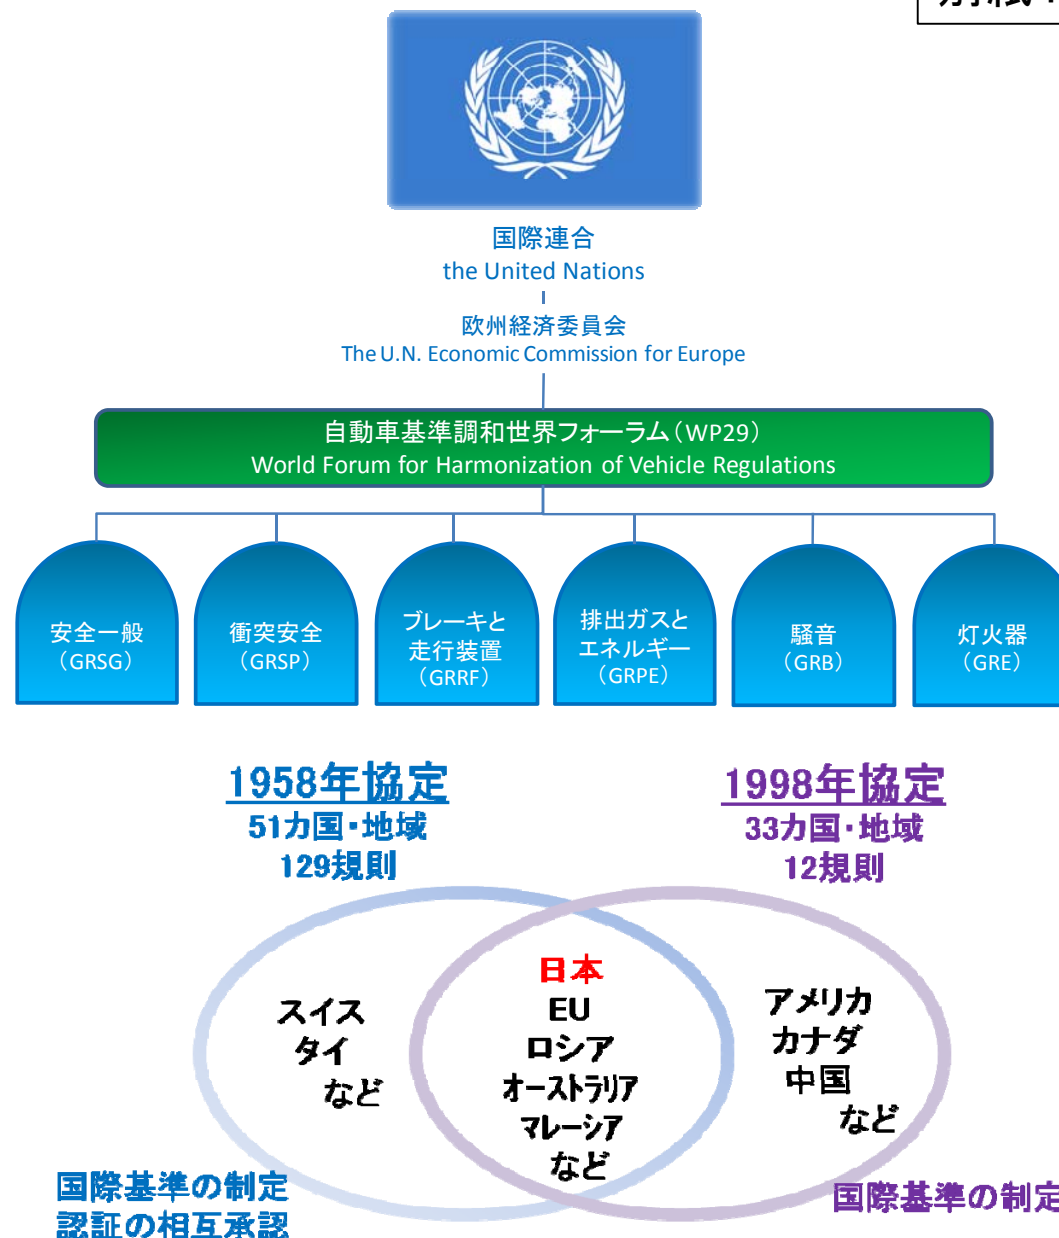 国際連合
the United Nations
欧州経済委員会
The U.N. Economic Commission for Europe
自動車基準調和世界フォーラム（WP29）
World Forum for Harmonization of Vehicle Regulations
安全一般
（GRSG）
衝突安全
（GRSP）
ブレーキと
走行装置
（GRRF）
排出ガスと
エネルギー
（GRPE）
騒音
（GRB）
灯火器
（GRE）
1958年協定
51カ国・地域
129規則
1998年協定
33カ国・地域
12規則
スイス
タイ
など
日本
EU
ロシア
オーストラリア
マレーシア
など
アメリカ
カナダ
中国
など
国際基準の制定
認証の相互承認
国際基準の制定